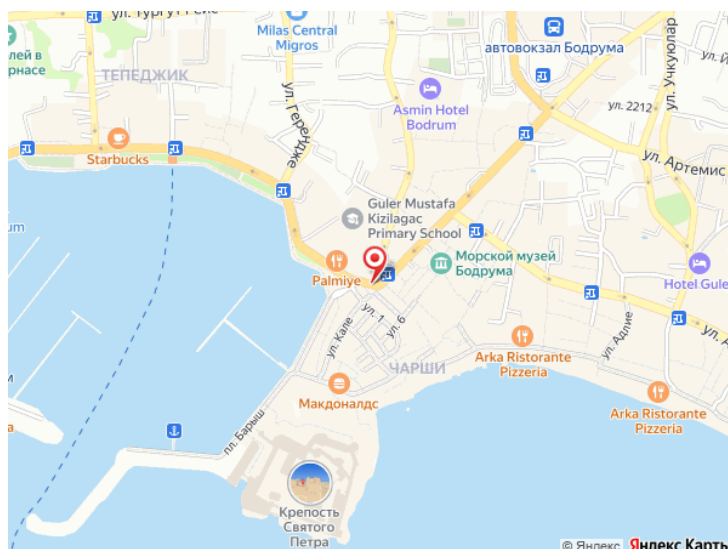 ул. Тургут Рейс
Milas Central
Migros
автовокзал Бодрума
ул. Учкуюлар
ул. 2212
лей в
рнасе
ТЕПЕДЖИК
ул. Гередже
Asmin Hotel
Bodrum
Starbucks
ул. Артемис
Guler Mustafa
Kizilagac
Primary School
um
Морской музей
Бодрума
Palmiye
Hotel Gule
ул. 1
ул. 6
ул. Кале
ул. Адлие
ул. А
ЧАРШИ
Arka Ristorante
Pizzeria
Макдоналдс
Arka Ristorante
Pizzeria
пл. Барыш
м
а
Крепость
Святого
Петра
© Яндекс Яндекс Карты